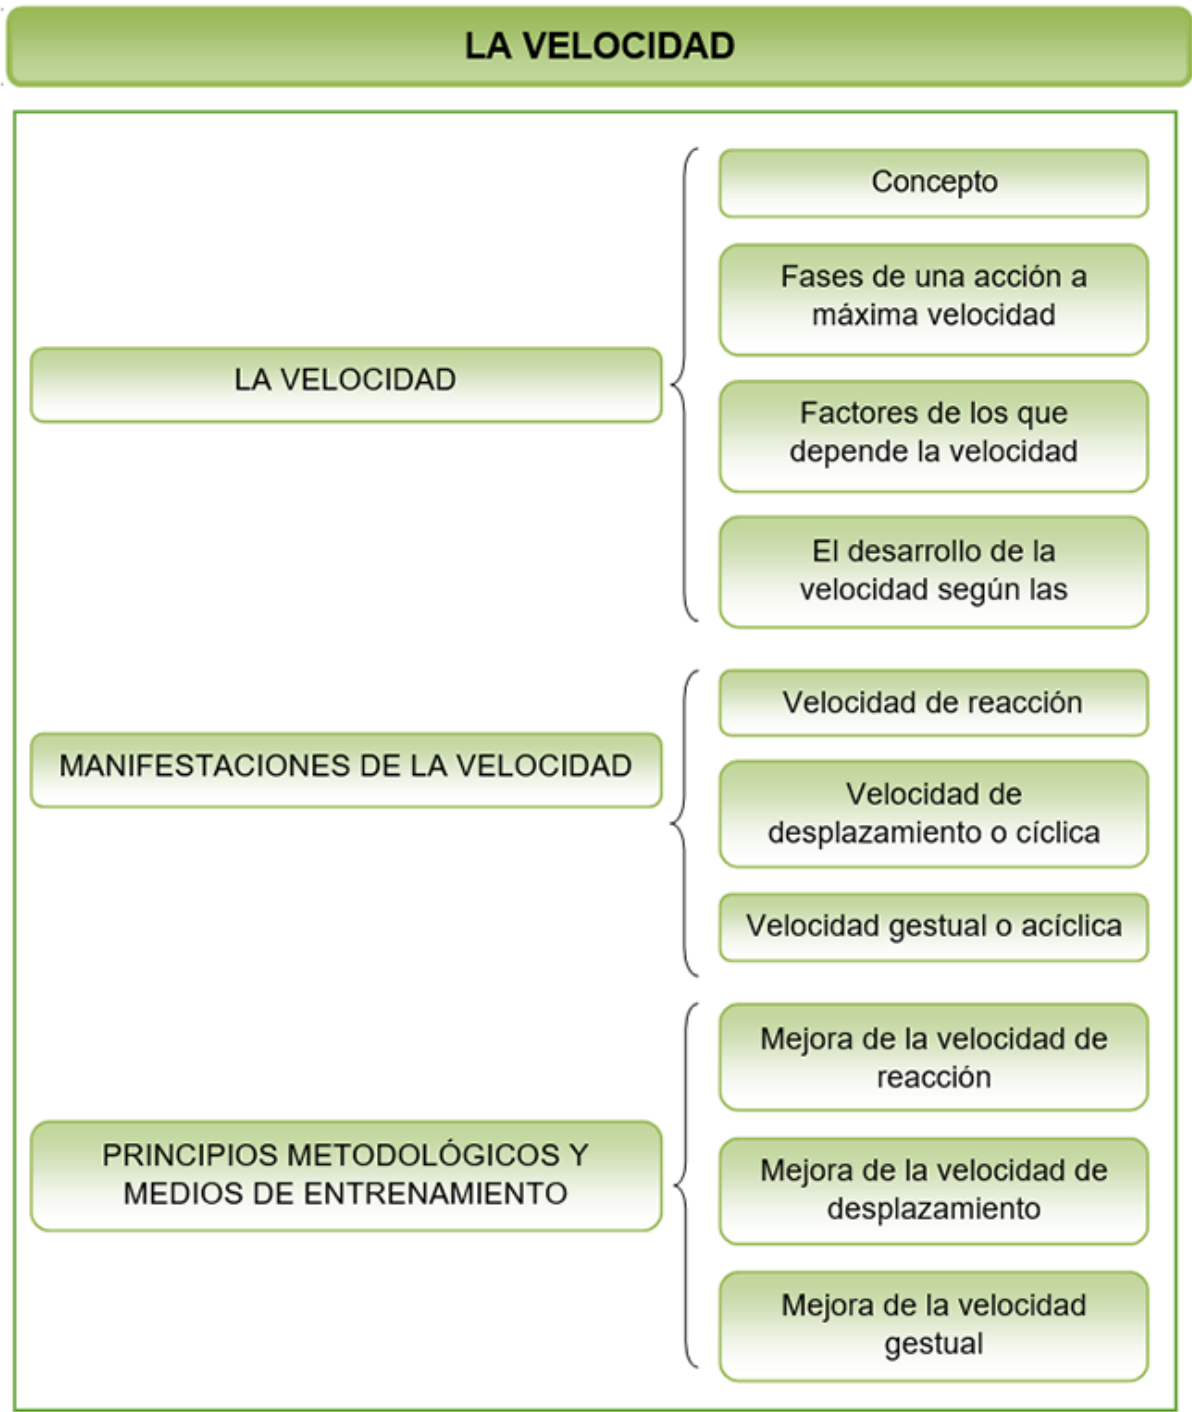 LA VELOCIDAD
LA VELOCIDAD
Concepto
Fases de una acción a
máxima velocidad
Factores de los que
depende la velocidad
El desarrollo de la
velocidad según las
MANIFESTACIONES DE LA VELOCIDAD
Velocidad de reacción
Velocidad de
desplazamiento o cíclica
Velocidad gestual o acíclica
PRINCIPIOS METODOLÓGICOS Y
MEDIOS DE ENTRENAMIENTO
Mejora de la velocidad de
reacción
Mejora de la velocidad de
desplazamiento
Mejora de la velocidad
gestual